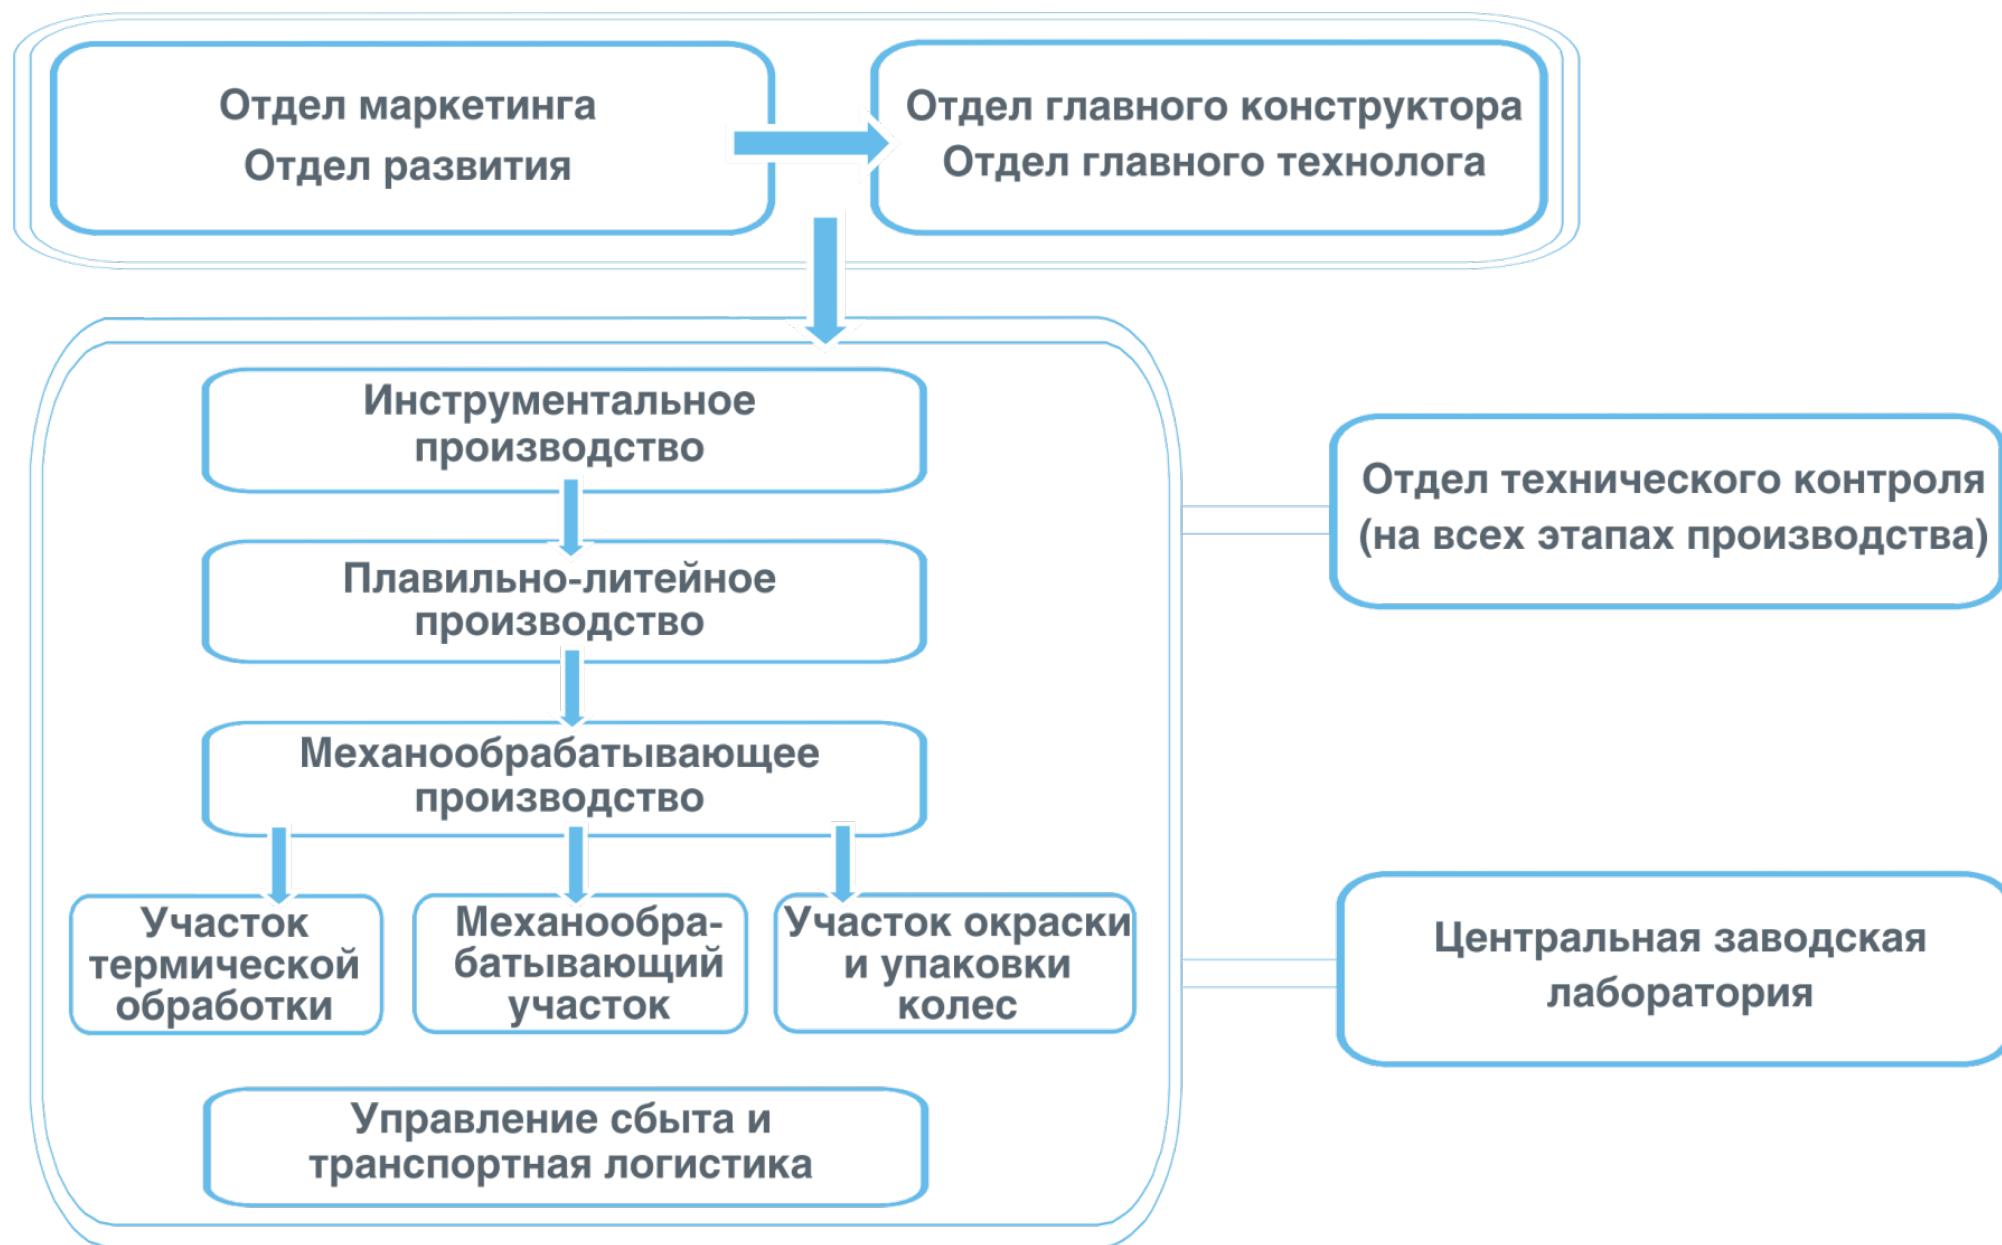 Отдел маркетинга
Отдел развития
Отдел главного конструктора
Отдел главного технолога
Инструментальное
производство
Плавильно-литейное
производство
Механообрабатывающее
производство
Участок
термической
обработки
Механообра-
батывающий
участок
Участок окраски
и упаковки
колес
Управление сбыта и
транспортная логистика
Отдел технического контроля
(на всех этапах производства)
Центральная заводская
лаборатория